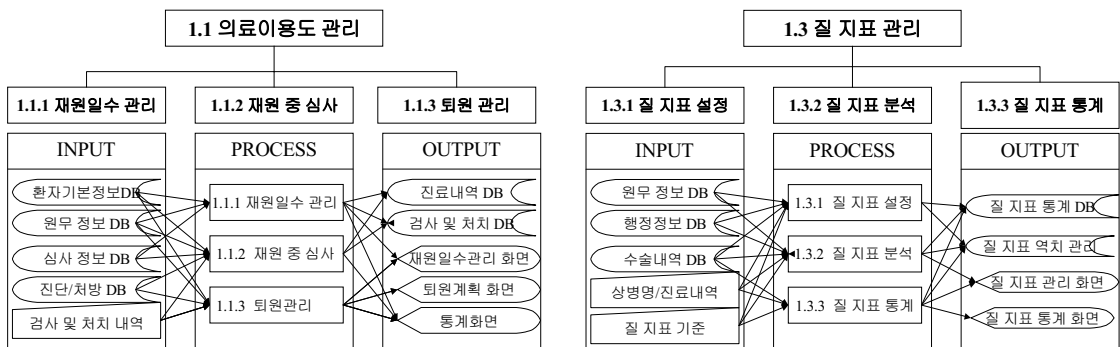 1.1 의료이용도 관리
1.1.1 재원일수 관리
1.1.2 재원 중 심사
1.1.3 퇴원 관리
INPUT
PROCESS
OUTPUT
환자기본정보DB
원무 정보 DB
심사 정보 DB
진단/처방 DB
검사 및 처치 내역
1.1.1 재원일수 관리
1.1.2 재원 중 심사
1.1.3 퇴원관리
진료내역 DB
검사 및 처치 DB
재원일수관리 화면
퇴원계획 화면
통계화면
1.3 질 지표 관리
1.3.1 질 지표 설정
1.3.2 질 지표 분석
1.3.3 질 지표 통계
INPUT
PROCESS
OUTPUT
원무 정보 DB
행정정보 DB
수술내역 DB
상병명/진료내역
질 지표 기준
1.3.1 질 지표 설정
1.3.2 질 지표 분석
1.3.3 질 지표 통계
질 지표 통계 DB
질 지표 역치 관리
질 지표 관리 화면
질 지표 통계 화면